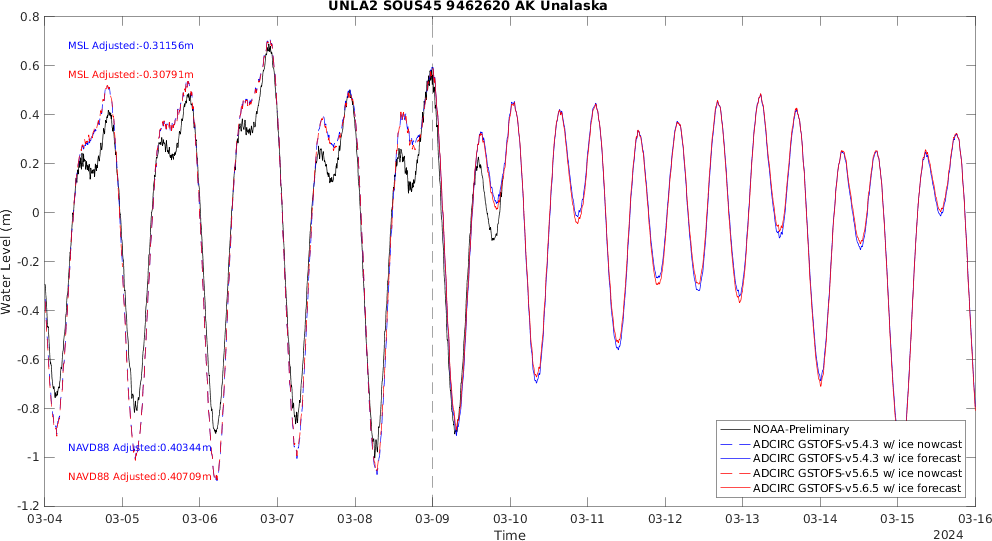 UNLA2 SOUS45 9462620 AK Unalaska
0.8
0.6
0.4
0.2
0
-0.2
-0.4
-0.6
-0.8
-1
-1.2
Water Level (m)
MSL Adjusted:-0.31156m
MSL Adjusted:-0.30791m
NAVD88 Adjusted:0.40344m
NAVD88 Adjusted:0.40709m
NOAA-Preliminary
ADCIRC GSTOFS-v5.4.3 w/ ice nowcast
ADCIRC GSTOFS-v5.4.3 w/ ice forecast
ADCIRC GSTOFS-v5.6.5 w/ ice nowcast
ADCIRC GSTOFS-v5.6.5 w/ ice forecast
03-04 03-05 03-06 03-07 03-08 03-09 03-10 03-11 03-12 03-13 03-14 03-15 03-16
Time
2024